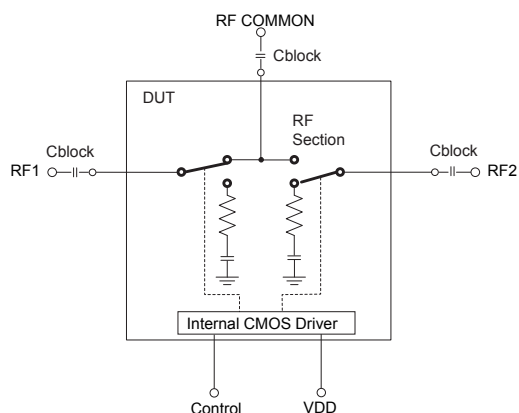 RF COMMON
Cblock
DUT
RF
Section
Cblock
RF1
Cblock
RF2
Internal CMOS Driver
Control
VDD